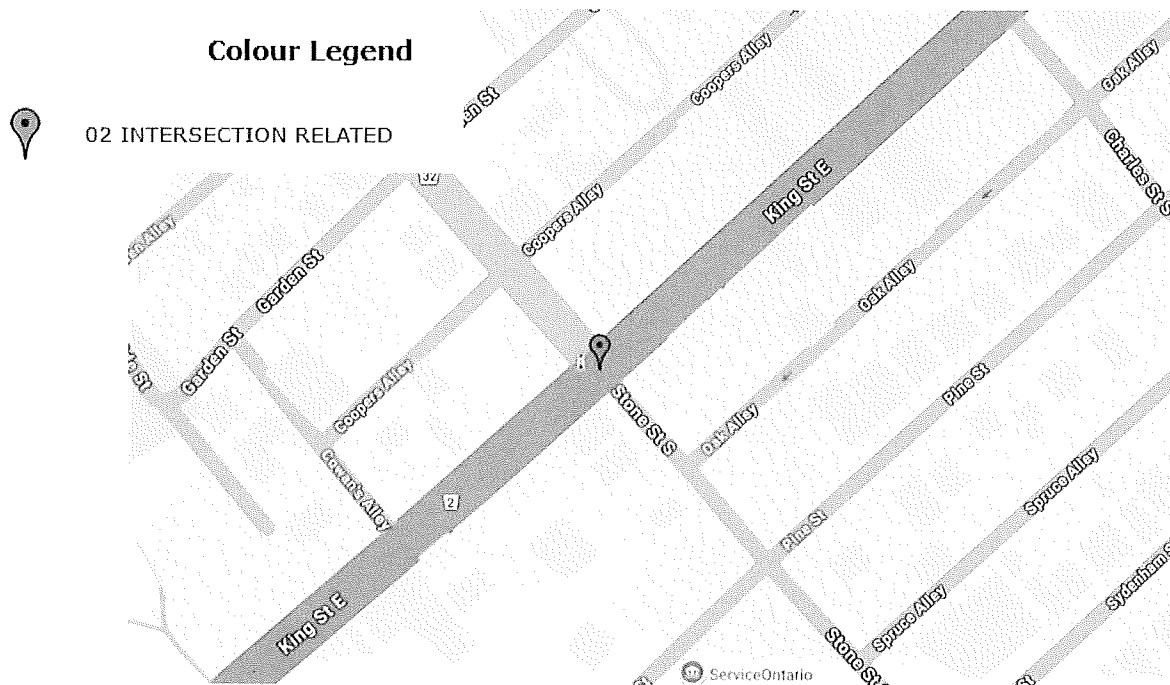 Colour Legend
02 INTERSECTION RELATED
Coopers Alley
Oak Alley
Charles St S
King St E
32
Coopers Alley
Garden St
Garden St
Coopers Alley
Cowan's Alley
2
King St E
Stone St S
Oak Alley
Oak Alley
Pine St
Pine St
Spruce Alley
Spruce Alley
Stone St S
ServiceOntario